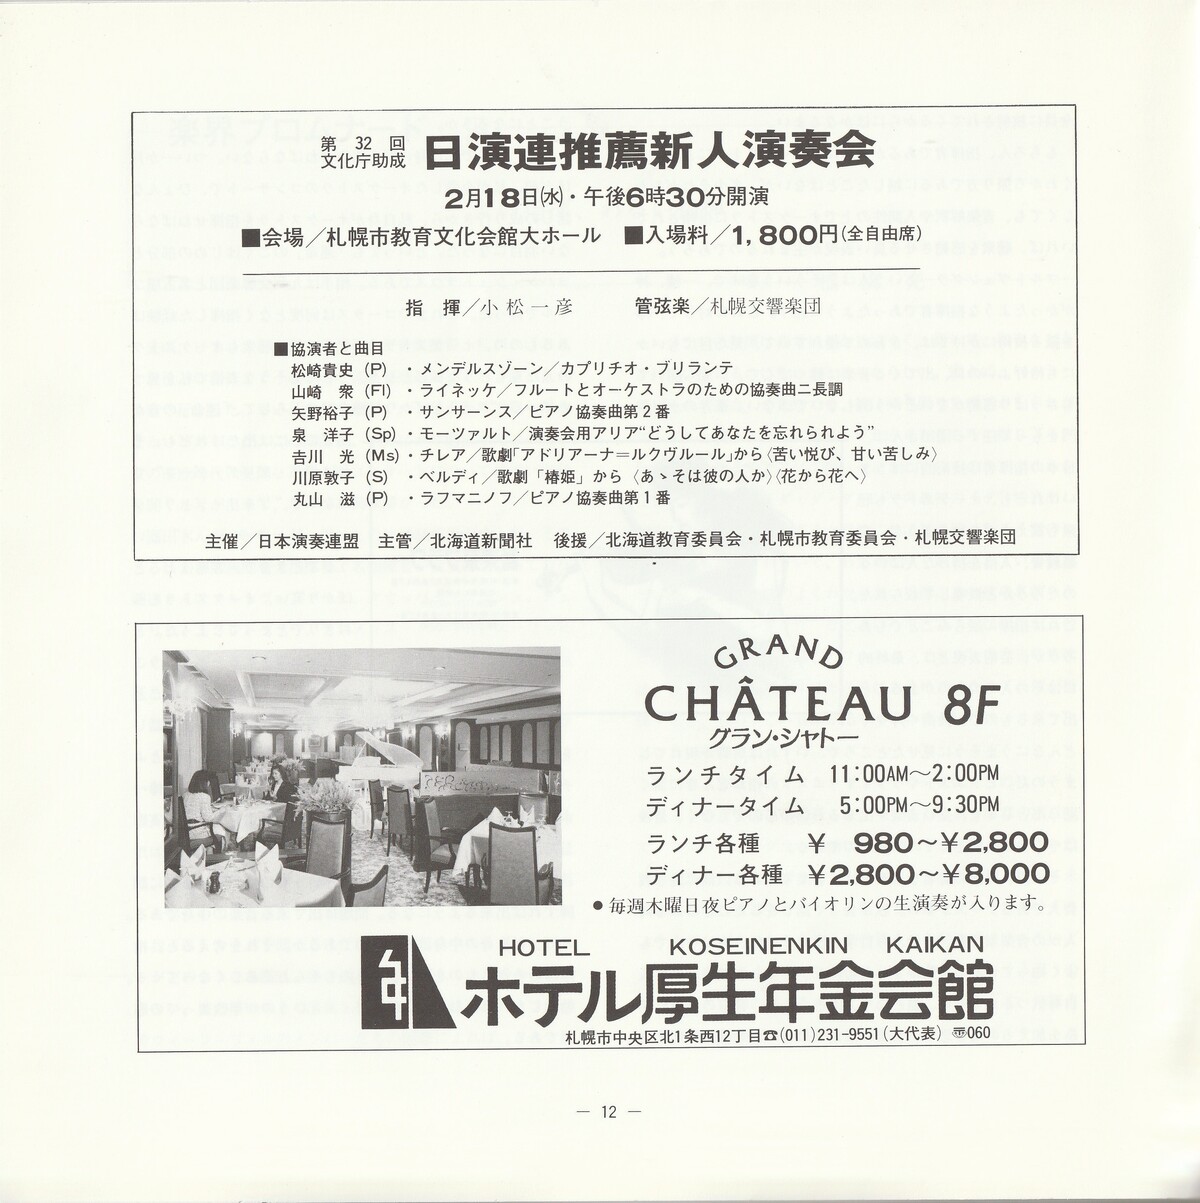 第 32 回
文化庁助成 日演連推薦新人演奏会
2月18日(水)・午後6時30分開演
■会場／札幌市教育文化会館大ホール ■入場料／1,800円(全自由席)
指 揮／小松一彦 管弦楽／札幌交響楽団
■協演者と曲目
松崎貴史 (P) ・メンデルスゾーン／カプリチオ・ブリランテ
山崎 衆 (Fl) ・ライネッケ／フルートとオーケストラのための協奏曲ニ長調
矢野裕子 (P) ・サンサーンス／ピアノ協奏曲第2番
泉 洋子 (Sp) ・モーツァルト／演奏会用アリア“どうしてあなたを忘れられよう”
吉川 光 (Ms) ・チレア／歌劇「アドリアーナ＝ルクヴルール」から〈苦い悦び、甘い苦しみ〉
川原敦子 (S) ・ベルディ／歌劇「椿姫」から〈あゝそは彼の人か〉〈花から花へ〉
丸山 滋 (P) ・ラフマニノフ／ピアノ協奏曲第1番
主催／日本演奏連盟 主管／北海道新聞社 後援／北海道教育委員会・札幌市教育委員会・札幌交響楽団
GRAND
CHÂTEAU 8F
グラン・シャトー
ランチタイム 11:00AM～2:00PM
ディナータイム 5:00PM～9:30PM
ランチ各種 ￥ 980～￥2,800
ディナー各種 ￥2,800～￥8,000
●毎週木曜日夜ピアノとバイオリンの生演奏が入ります。
HOTEL KOSEINENKIN KAIKAN
ホテル厚生年金会館
札幌市中央区北1条西12丁目☎(011)231-9551(大代表) 〠060
— 12 —